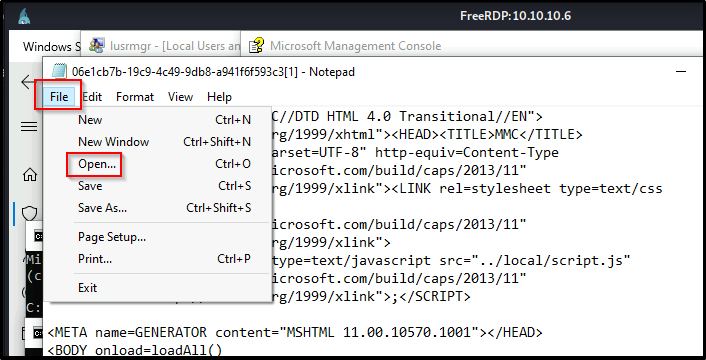 FreeRDP:10.10.10.6
Windows S
lusrmgr - [Local Users an
Microsoft Management Console
06e1cb7b-19c9-4c49-9db8-a941f6f593c3[1] - Notepad
File Edit Format View Help
New Ctrl+N
New Window Ctrl+Shift+N
Open... Ctrl+O
Save Ctrl+S
Save As... Ctrl+Shift+S
Page Setup...
Print... Ctrl+P
Exit
C//DTD HTML 4.0 Transitional//EN">
rg/1999/xhtml"><HEAD><TITLE>MMC</TITLE>
arset=UTF-8" http-equiv=Content-Type
icrosoft.com/build/caps/2013/11"
rg/1999/xlink"><LINK rel=stylesheet type=text/css
icrosoft.com/build/caps/2013/11"
rg/1999/xlink">
type=text/javascript src="../local/script.js"
icrosoft.com/build/caps/2013/11"
rg/1999/xlink">;</SCRIPT>
<META name=GENERATOR content="MSHTML 11.00.10570.1001"></HEAD>
<BODY onload=loadAll()
Mi
(c
C: